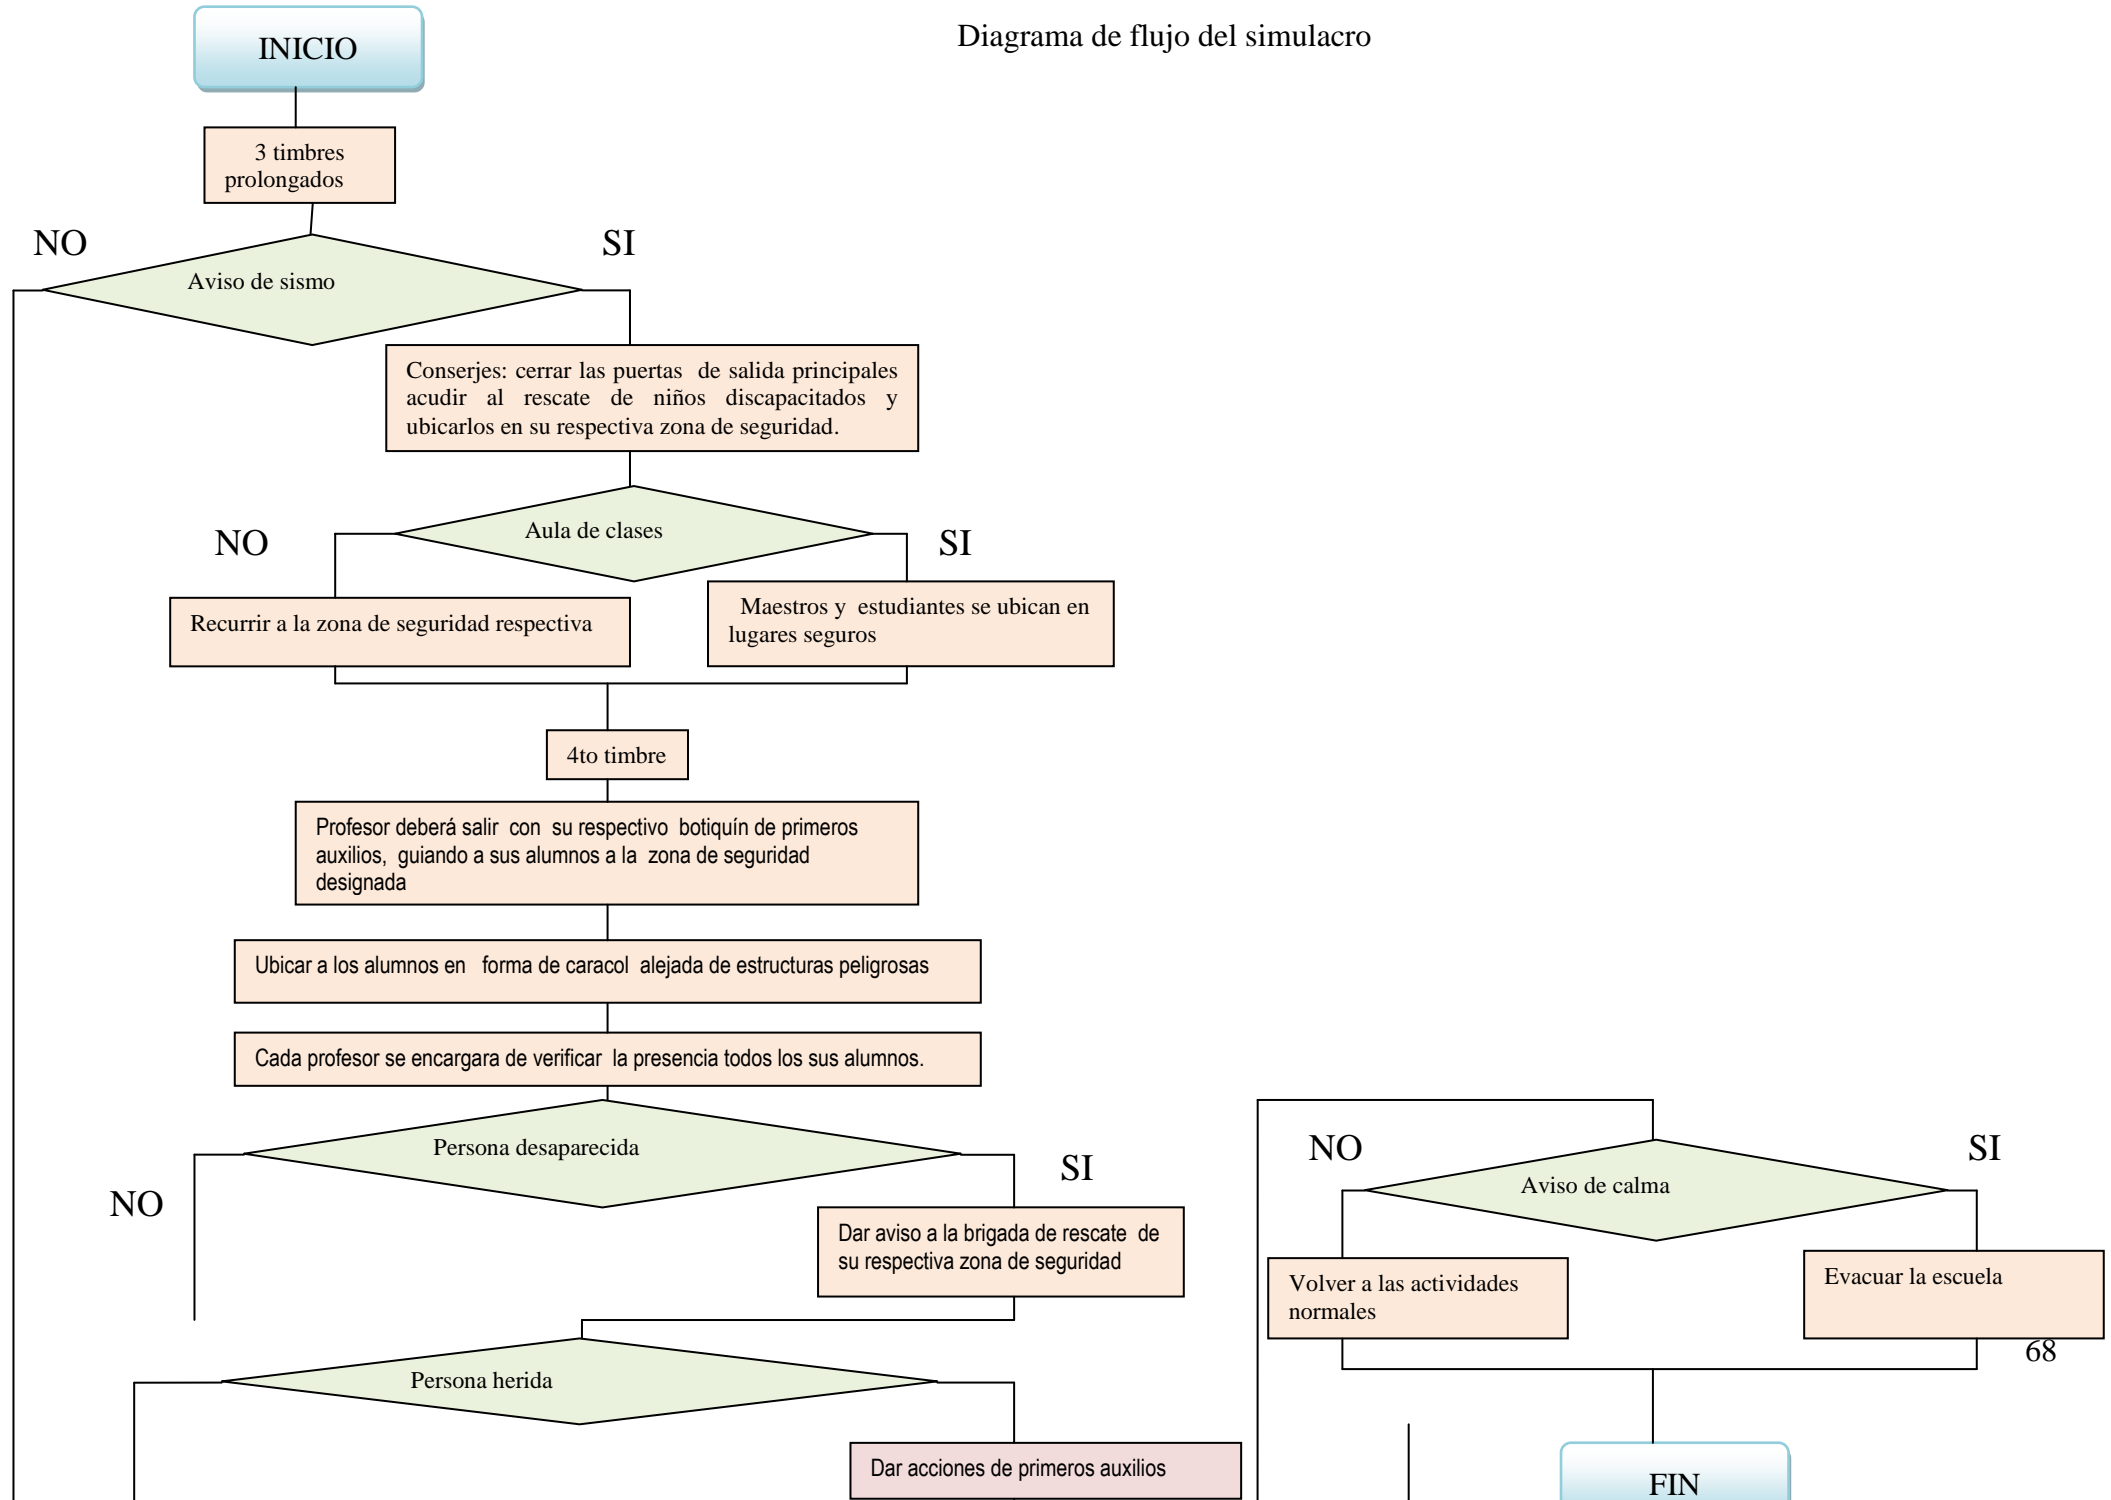 Diagrama de flujo del simulacro
INICIO
3 timbres
prolongados
NO
SI
Aviso de sismo
Conserjes: cerrar las puertas de salida principales
acudir al rescate de niños discapacitados y
ubicarlos en su respectiva zona de seguridad.
Aula de clases
NO
SI
Recurrir a la zona de seguridad respectiva
Maestros y estudiantes se ubican en
lugares seguros
4to timbre
Profesor deberá salir con su respectivo botiquín de primeros
auxilios, guiando a sus alumnos a la zona de seguridad
designada
Ubicar a los alumnos en forma de caracol alejada de estructuras peligrosas
Cada profesor se encargara de verificar la presencia todos los sus alumnos.
Persona desaparecida
NO
SI
Dar aviso a la brigada de rescate de
su respectiva zona de seguridad
Persona herida
Dar acciones de primeros auxilios
NO
SI
Aviso de calma
Volver a las actividades
normales
Evacuar la escuela
68
FIN